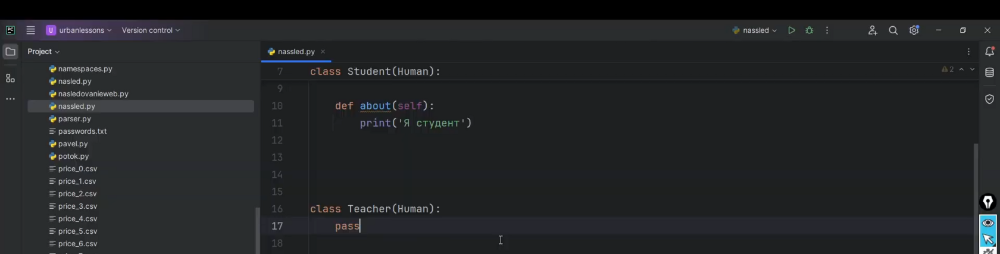 PC U urbanlessons Version control nassled
Project
nassled.py
namespaces.py
nasled.py
nasledovanieweb.py
nassled.py
parser.py
passwords.txt
pavel.py
potok.py
price_0.csv
price_1.csv
price_2.csv
price_3.csv
price_4.csv
price_5.csv
price_6.csv
7 class Student(Human):
2
9
10 def about(self):
11 print('Я студент')
12
13
14
15
16 class Teacher(Human):
17 pass
18